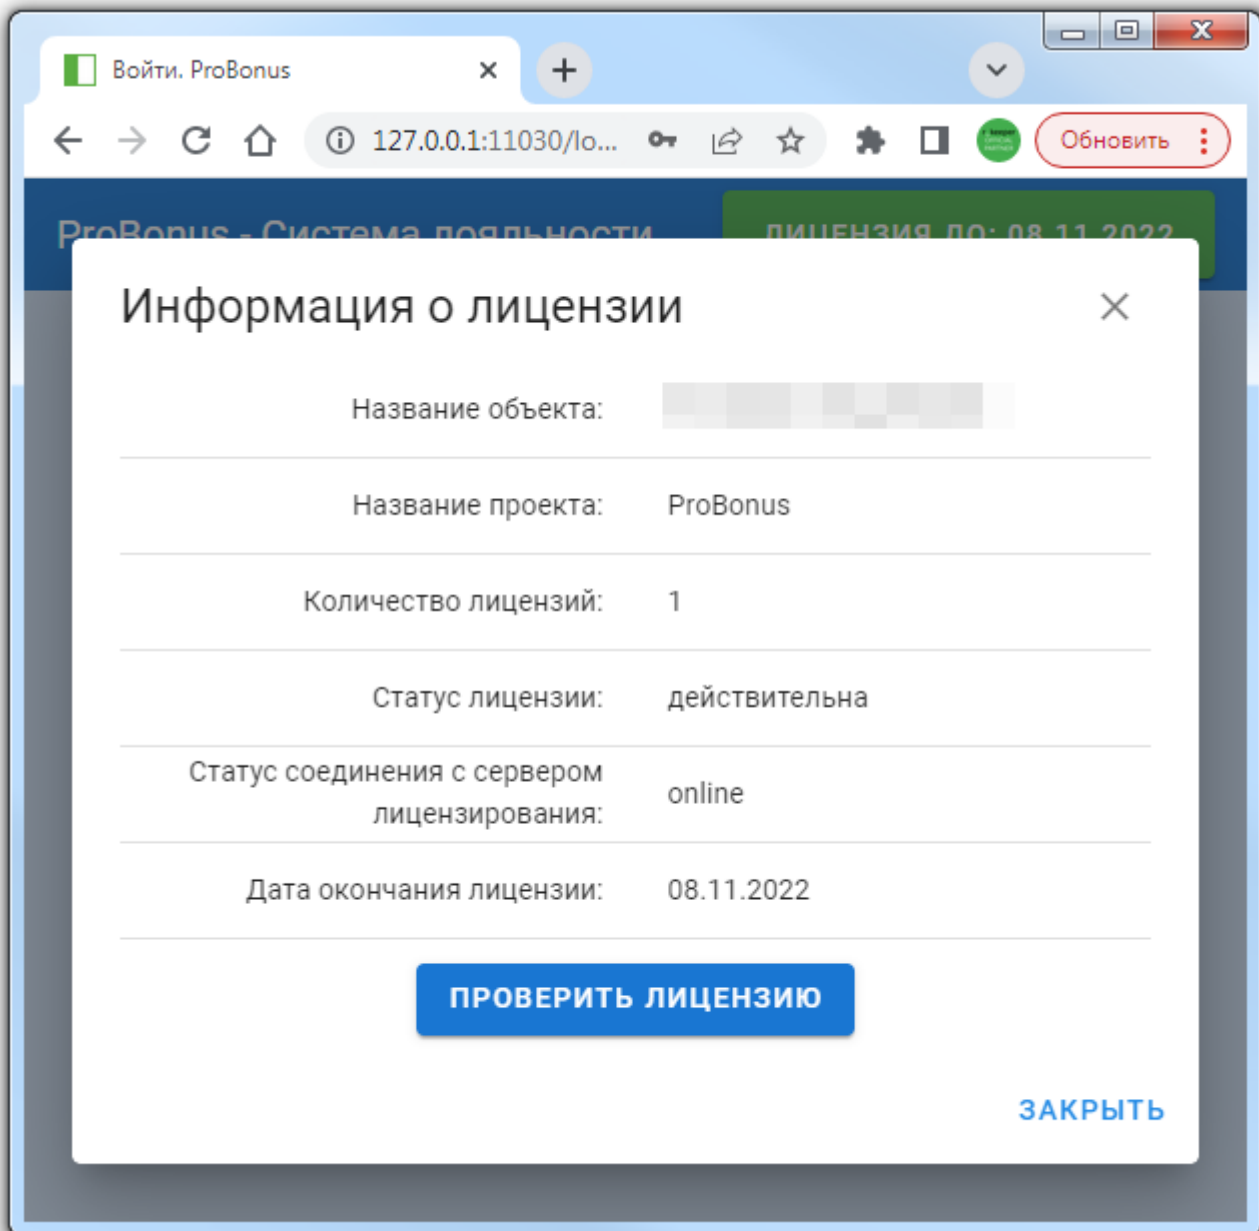 Войти. ProBonus
127.0.0.1:11030/lo...
Обновить
ProBonus - Система лояльности
ЛИЦЕНЗИЯ ДО: 08.11.2022
Информация о лицензии
Название объекта:
Название проекта: ProBonus
Количество лицензий: 1
Статус лицензии: действительна
Статус соединения с сервером
лицензирования: online
Дата окончания лицензии: 08.11.2022
ПРОВЕРИТЬ ЛИЦЕНЗИЮ
ЗАКРЫТЬ